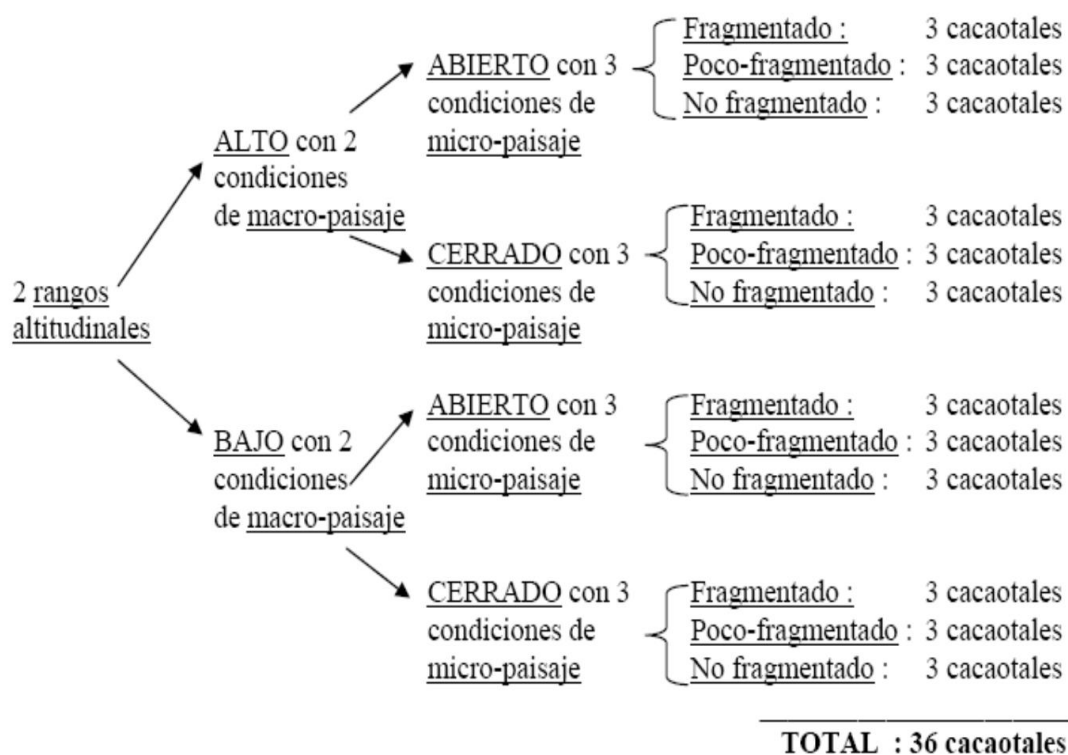 2 rangos
altitudinales
ALTO con 2
condiciones
de macro-paisaje
ABIERTO con 3
condiciones de
micro-paisaje
Fragmentado : 3 cacaotales
Poco-fragmentado : 3 cacaotales
No fragmentado : 3 cacaotales
CERRADO con 3
condiciones de
micro-paisaje
Fragmentado : 3 cacaotales
Poco-fragmentado : 3 cacaotales
No fragmentado : 3 cacaotales
BAJO con 2
condiciones
de macro-paisaje
ABIERTO con 3
condiciones de
micro-paisaje
Fragmentado : 3 cacaotales
Poco-fragmentado : 3 cacaotales
No fragmentado : 3 cacaotales
CERRADO con 3
condiciones de
micro-paisaje
Fragmentado : 3 cacaotales
Poco-fragmentado : 3 cacaotales
No fragmentado : 3 cacaotales
TOTAL : 36 cacaotales